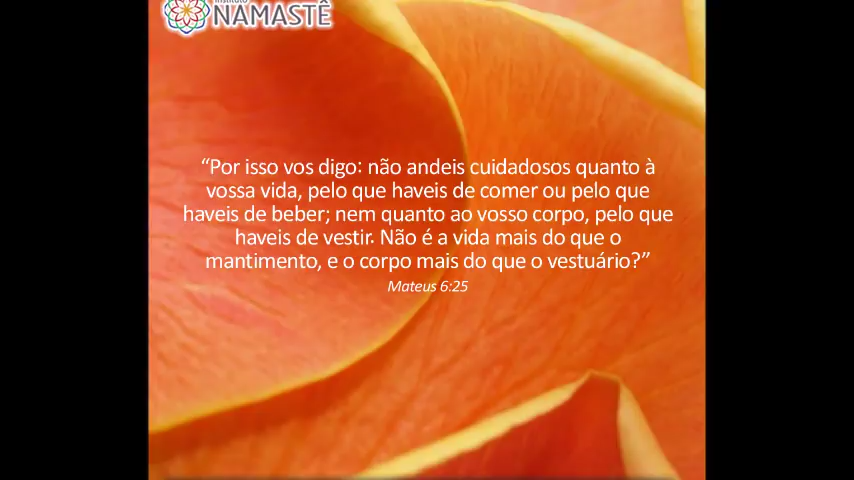 Instituto
NAMASTÊ
“Por isso vos digo: não andeis cuidadosos quanto à
vossa vida, pelo que haveis de comer ou pelo que
haveis de beber; nem quanto ao vosso corpo, pelo que
haveis de vestir. Não é a vida mais do que o
mantimento, e o corpo mais do que o vestuário?”
Mateus 6:25